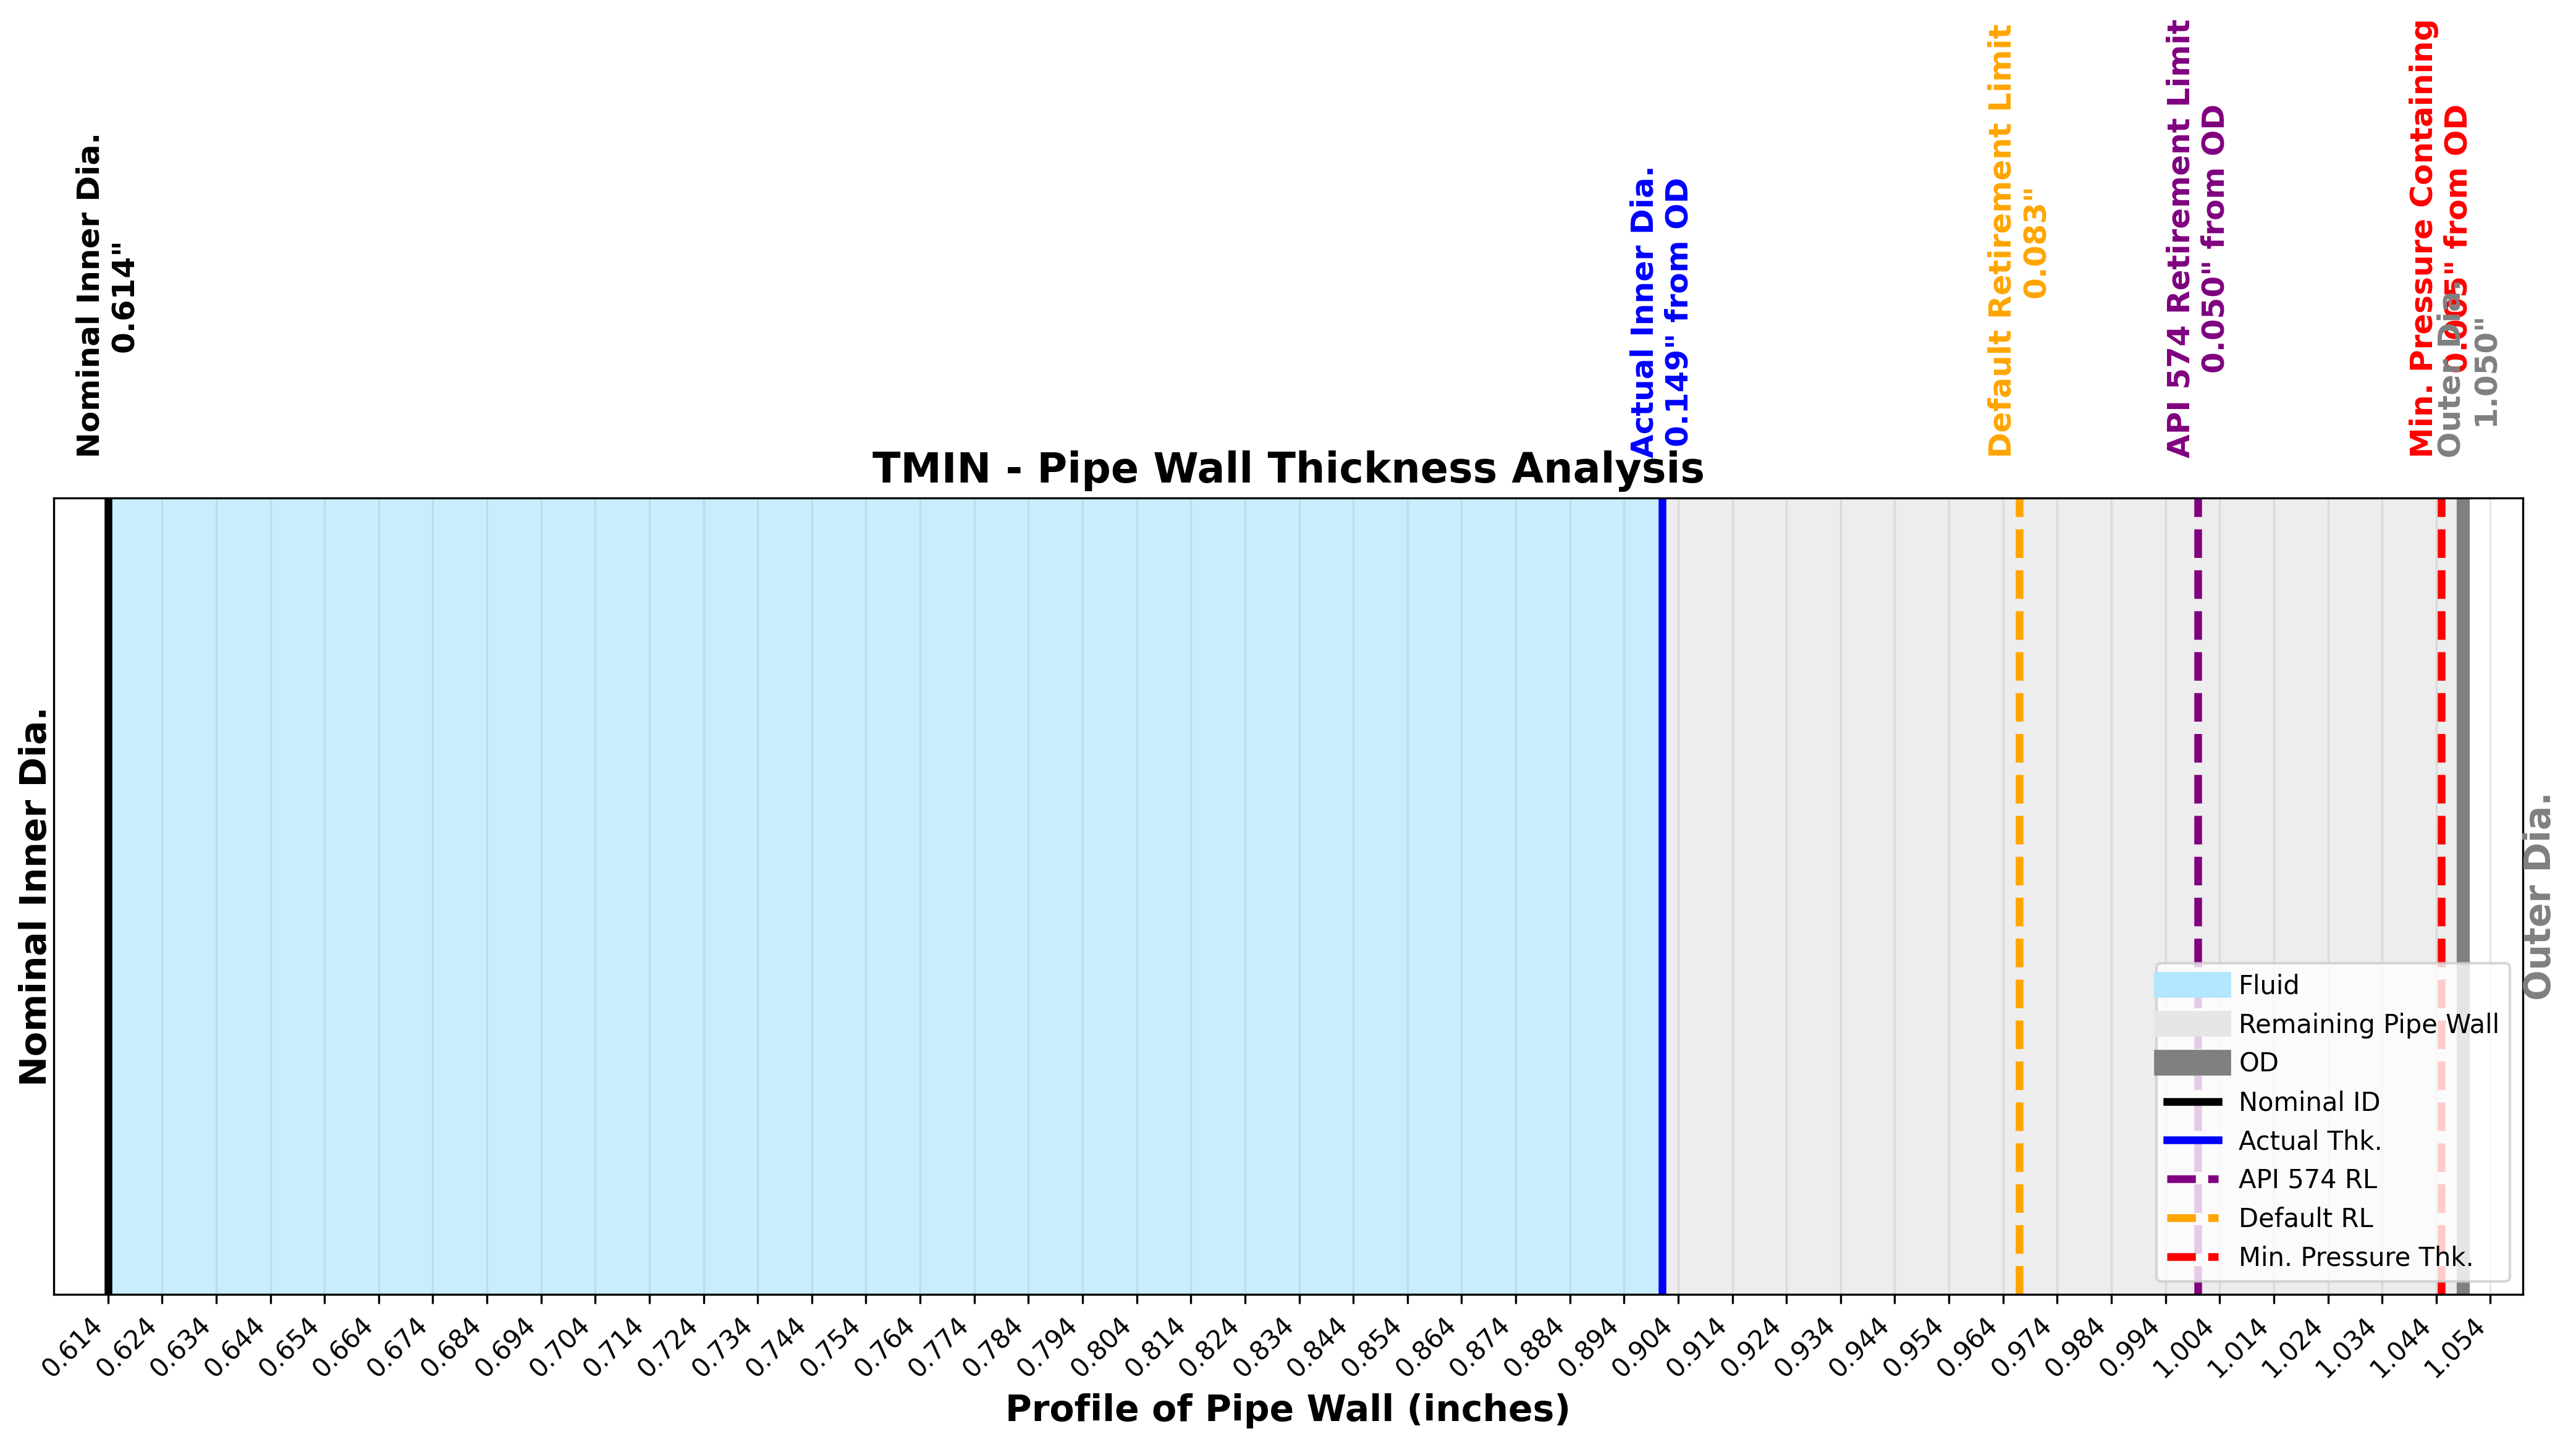 Nominal Inner Dia.
0.614"
Actual Inner Dia.
0.149" from OD
Default Retirement Limit
0.083"
API 574 Retirement Limit
0.050" from OD
Min. Pressure Containing
from OD
Outer Dia.
1.050"
TMIN - Pipe Wall Thickness Analysis
Nominal Inner Dia.
Outer Dia.
Fluid
Remaining Pipe Wall
OD
Nominal ID
Actual Thk.
API 574 RL
Default RL
Min. Pressure Thk.
0.614
0.624
0.634
0.644
0.654
0.664
0.674
0.684
0.694
0.704
0.714
0.724
0.734
0.744
0.754
0.764
0.774
0.784
0.794
0.804
0.814
0.824
0.834
0.844
0.854
0.864
0.874
0.884
0.894
0.904
0.914
0.924
0.934
0.944
0.954
0.964
0.974
0.984
0.994
1.004
1.014
1.024
1.034
1.044
1.054
Profile of Pipe Wall (inches)